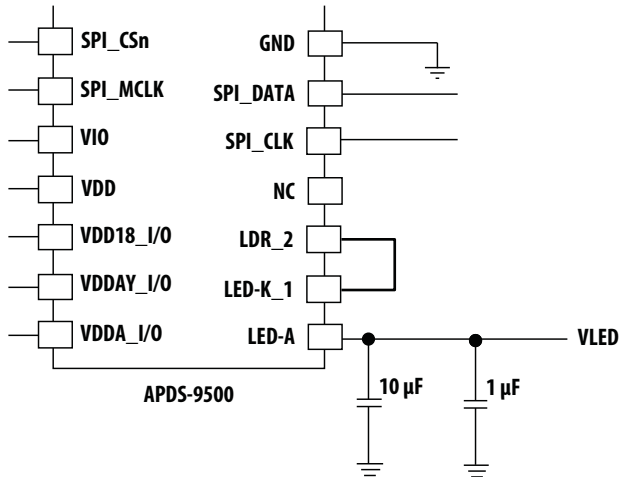 SPI_CSn
GND
SPI_MCLK
SPI_DATA
VIO
SPI_CLK
VDD
NC
VDD18_I/O
LDR_2
VDDAY_I/O
LED-K_1
VDDA_I/O
LED-A
VLED
APDS-9500
10 µF
1 µF